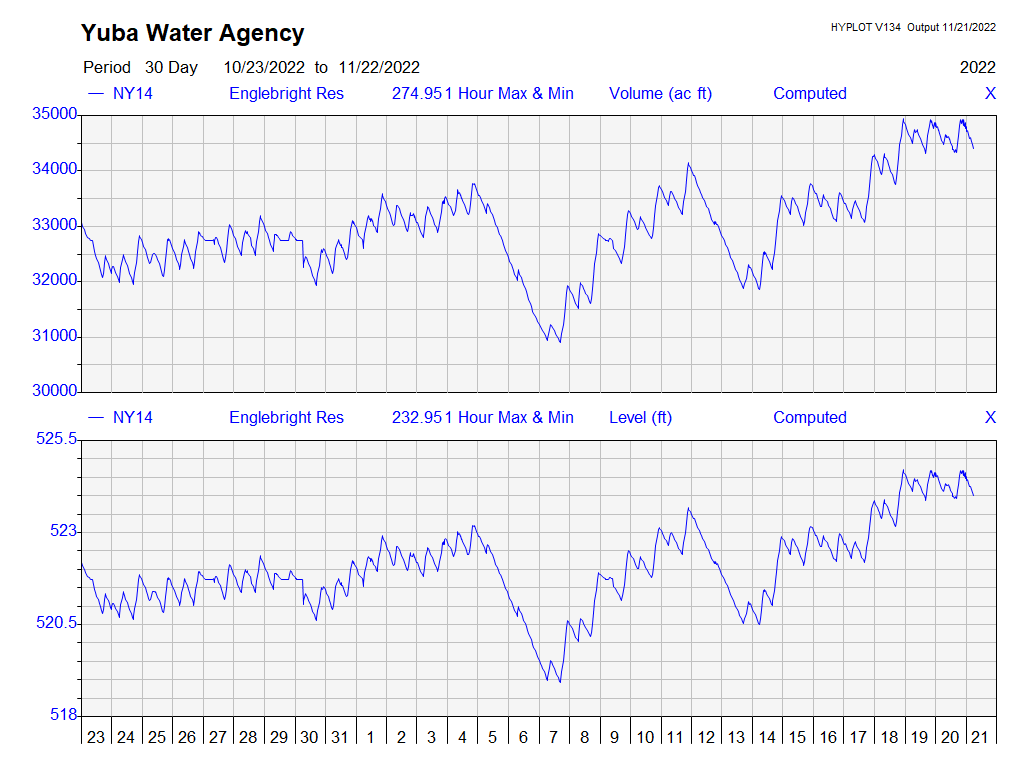 Yuba Water Agency
HYPLOT V134 Output 11/21/2022
Period 30 Day 10/23/2022 to 11/22/2022 2022
NY14 Englebright Res 274.951 Hour Max & Min Volume (ac ft) Computed X
35000
34000
33000
32000
31000
30000
NY14 Englebright Res 232.951 Hour Max & Min Level (ft) Computed X
525.5
523
520.5
518
23 24 25 26 27 28 29 30 31 1 2 3 4 5 6 7 8 9 10 11 12 13 14 15 16 17 18 19 20 21